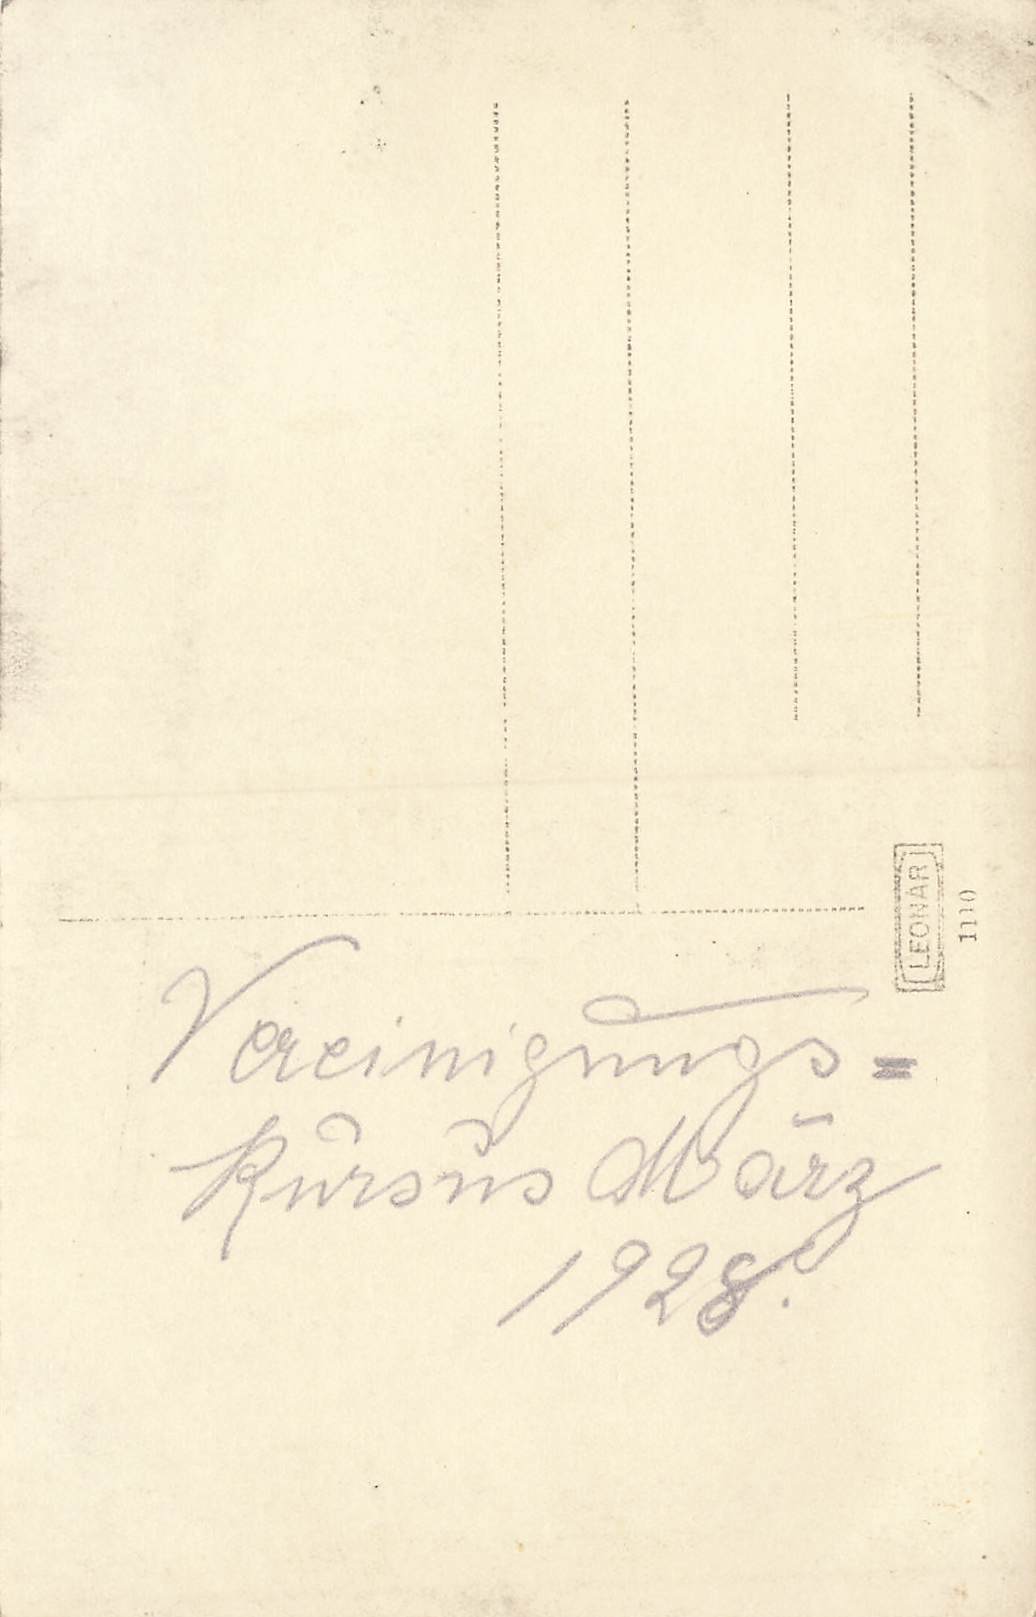 LEONAR
1110
Vereinigungs=
Kursus März
1928.